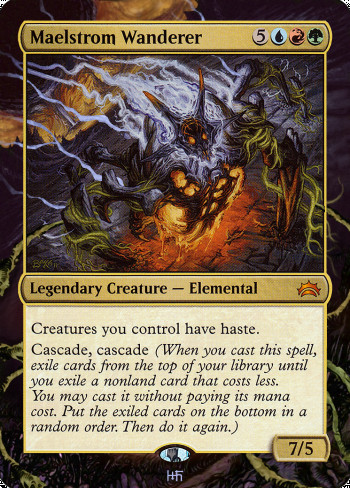 Maelstrom Wanderer 5
Legendary Creature — Elemental
Creatures you control have haste.
Cascade, cascade (When you cast this spell,
exile cards from the top of your library until
you exile a nonland card that costs less.
You may cast it without paying its mana
cost. Put the exiled cards on the bottom in a
random order. Then do it again.)
7/5